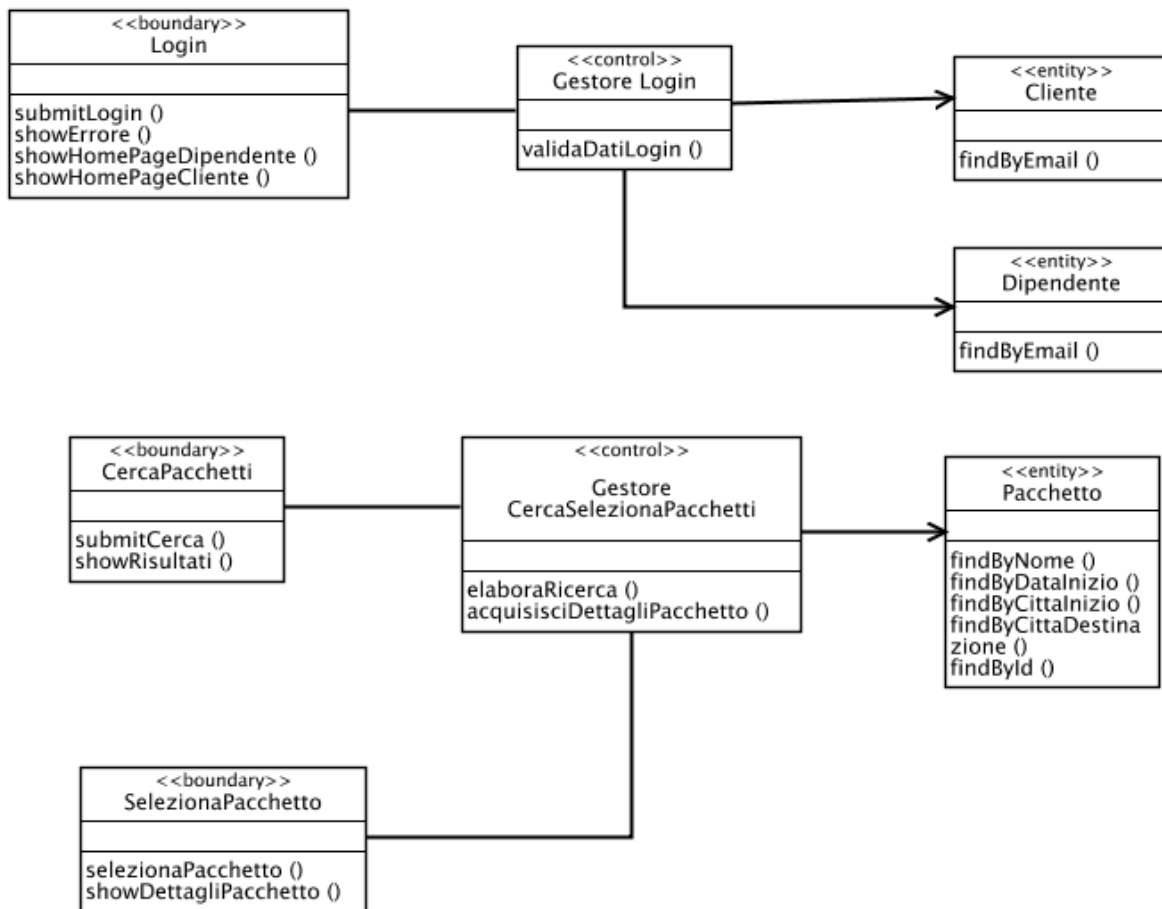 <<boundary>>
Login
submitLogin ()
showErrore ()
showHomePageDipendente ()
showHomePageCliente ()
<<control>>
Gestore Login
validaDatiLogin ()
<<entity>>
Cliente
findByEmail ()
<<entity>>
Dipendente
findByEmail ()
<<boundary>>
CercaPacchetti
submitCerca ()
showRisultati ()
<<control>>
Gestore
CercaSelezionaPacchetti
elaboraRicerca ()
acquisisciDettagliPacchetto ()
<<entity>>
Pacchetto
findByNome ()
findByDataInizio ()
findByCittaInizio ()
findByCittaDestina
zione ()
findById ()
<<boundary>>
SelezionaPacchetto
selezionaPacchetto ()
showDettagliPacchetto ()